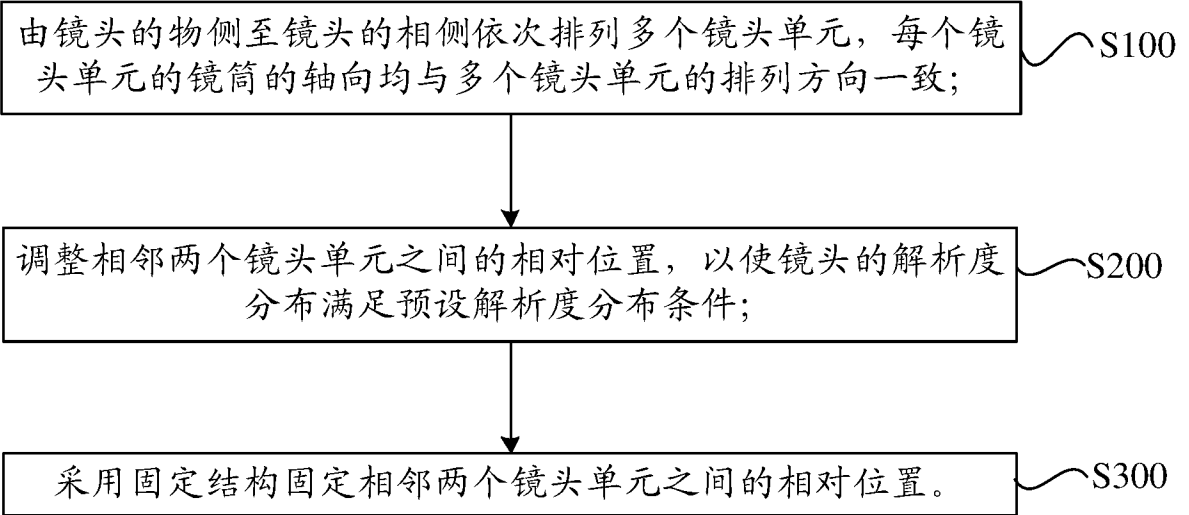 由镜头的物侧至镜头的相侧依次排列多个镜头单元，每个镜
头单元的镜筒的轴向均与多个镜头单元的排列方向一致；
S100
调整相邻两个镜头单元之间的相对位置，以使镜头的解析度
分布满足预设解析度分布条件；
S200
采用固定结构固定相邻两个镜头单元之间的相对位置。
S300